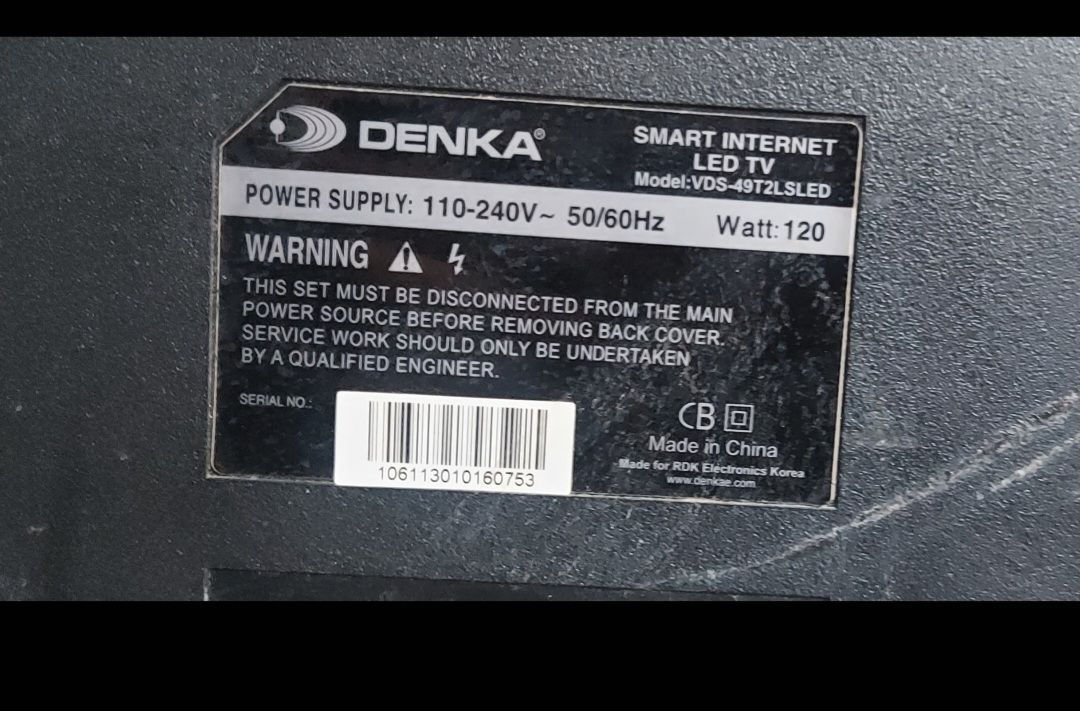 DENKA®
SMART INTERNET
LED TV
Model:VDS-49T2LSLED
POWER SUPPLY: 110-240V~ 50/60Hz Watt:120
WARNING
THIS SET MUST BE DISCONNECTED FROM THE MAIN
POWER SOURCE BEFORE REMOVING BACK COVER.
SERVICE WORK SHOULD ONLY BE UNDERTAKEN
BY A QUALIFIED ENGINEER.
SERIAL NO.:
106113010160753
CB
Made in China
Made for RDK Electronics Korea
www.denkae.com